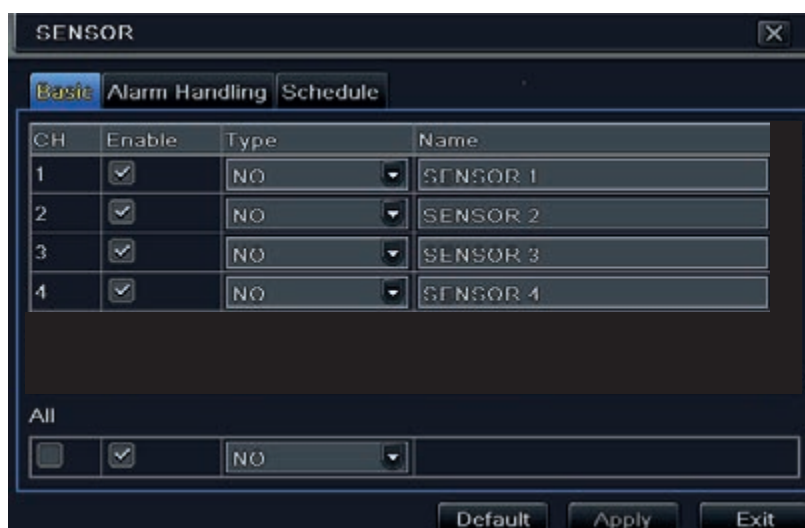 SENSOR
Basic Alarm Handling Schedule
CH Enable Type Name
1 NO SENSOR 1
2 NO SENSOR 2
3 NO SENSOR 3
4 NO SENSOR 4
All
NO
Default Apply Exit